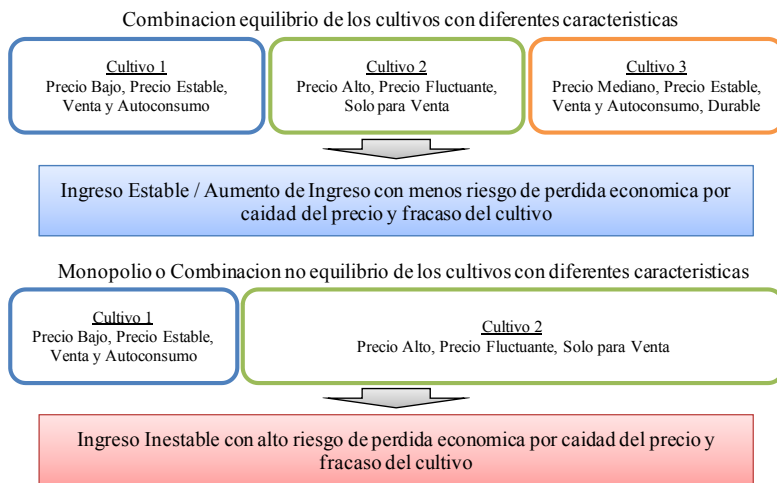 Combinacion equilibrio de los cultivos con diferentes caracteristicas
Cultivo 1
Precio Bajo, Precio Estable,
Venta y Autoconsumo
Cultivo 2
Precio Alto, Precio Fluctuante,
Solo para Venta
Cultivo 3
Precio Mediano, Precio Estable,
Venta y Autoconsumo, Durable
Ingreso Estable / Aumento de Ingreso con menos riesgo de perdida economica por
caidad del precio y fracaso del cultivo
Monopolio o Combinacion no equilibrio de los cultivos con diferentes caracteristicas
Cultivo 1
Precio Bajo, Precio Estable,
Venta y Autoconsumo
Cultivo 2
Precio Alto, Precio Fluctuante, Solo para Venta
Ingreso Inestable con alto riesgo de perdida economica por caidad del precio y
fracaso del cultivo